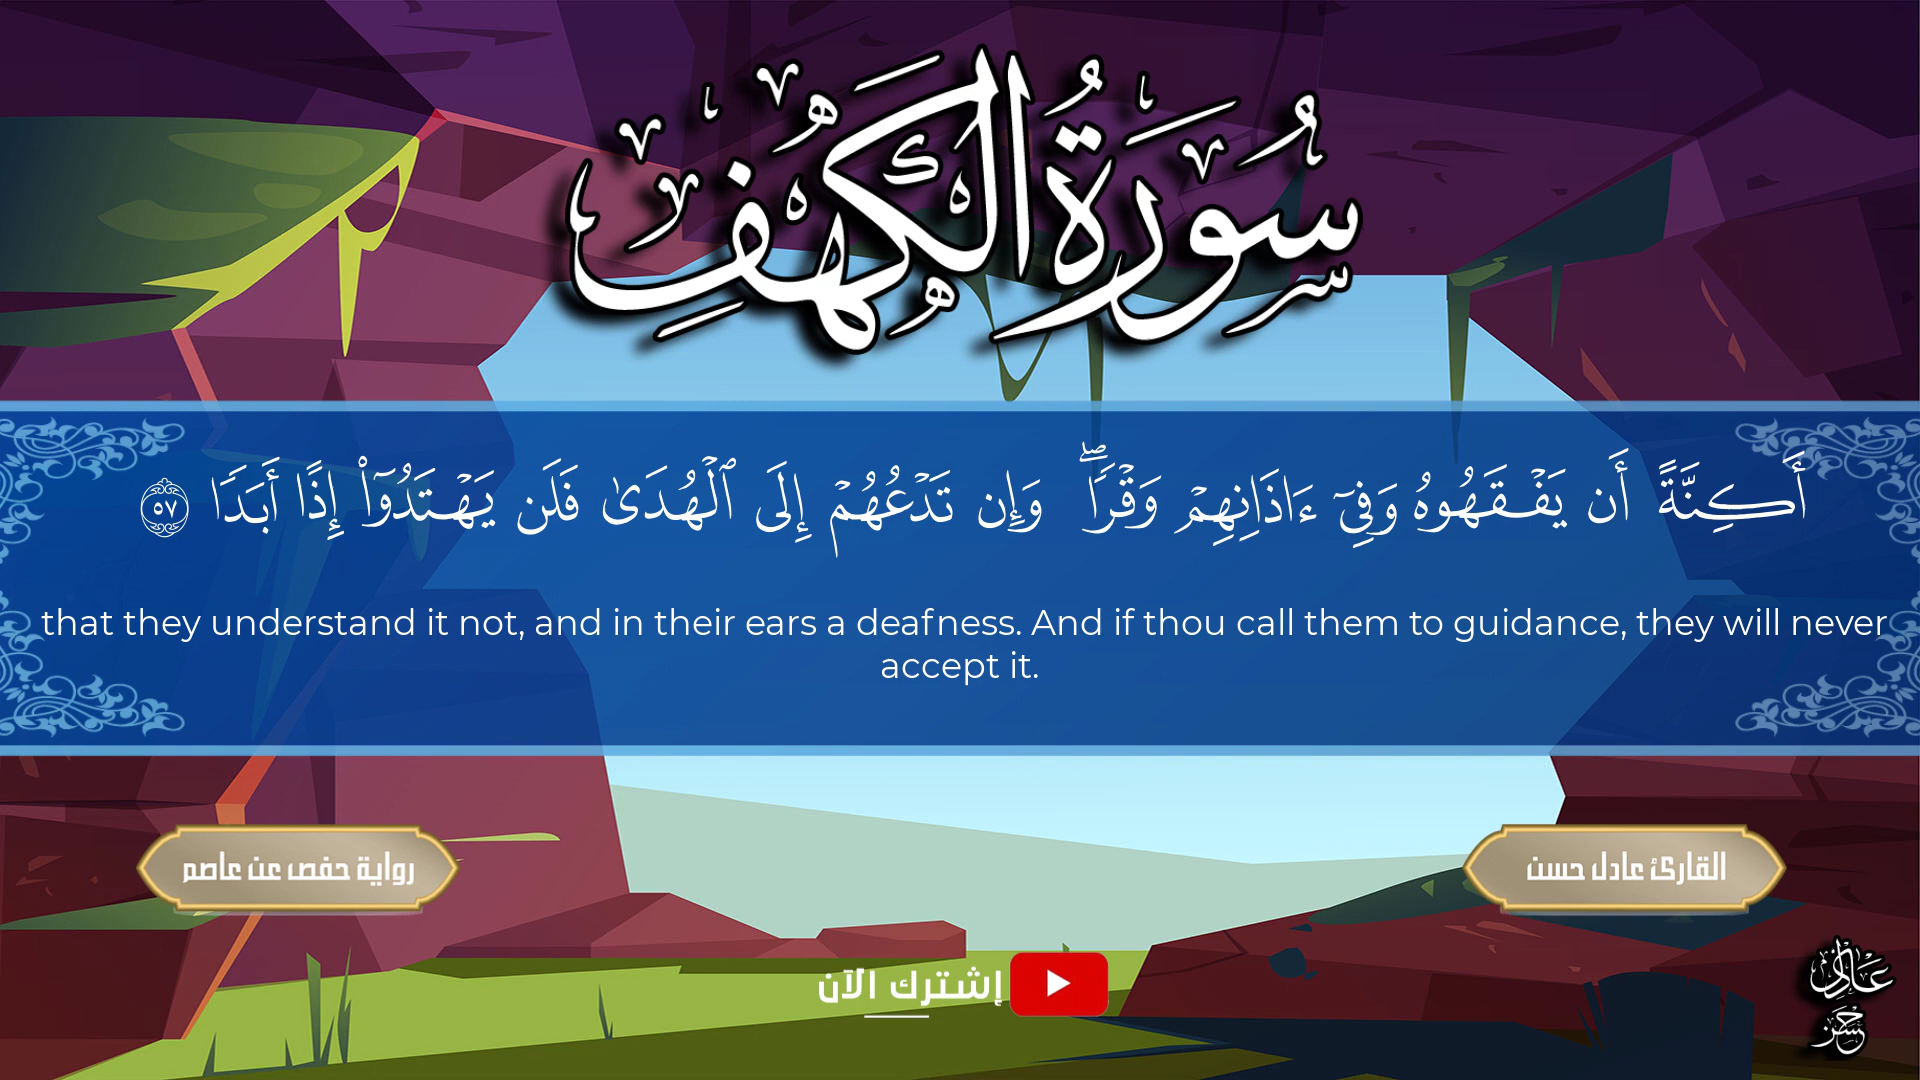 سُورَةُ الكَهْفِ
أَكِنَّةً أَن يَفْقَهُوهُ وَفِىٓ ءَاذَانِهِمْ وَقْرًۭا ۖ وَإِن تَدْعُهُمْ إِلَى ٱلْهُدَىٰ فَلَن يَهْتَدُوٓا۟ إِذًا أَبَدًۭا ٥٧
that they understand it not, and in their ears a deafness. And if thou call them to guidance, they will never
accept it.
القارئ عادل حسن
رواية حفص عن عاصم
إشترك الآن
عادل
حسن